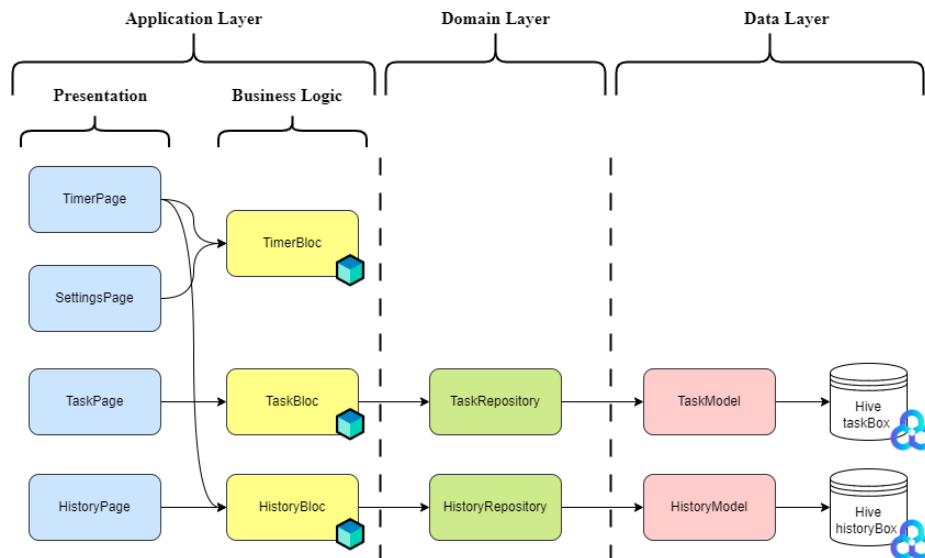 Application Layer
Domain Layer
Data Layer
Presentation
Business Logic
TimerPage
TimerBloc
SettingsPage
TaskPage
TaskBloc
TaskRepository
TaskModel
Hive
taskBox
HistoryPage
HistoryBloc
HistoryRepository
HistoryModel
Hive
historyBox